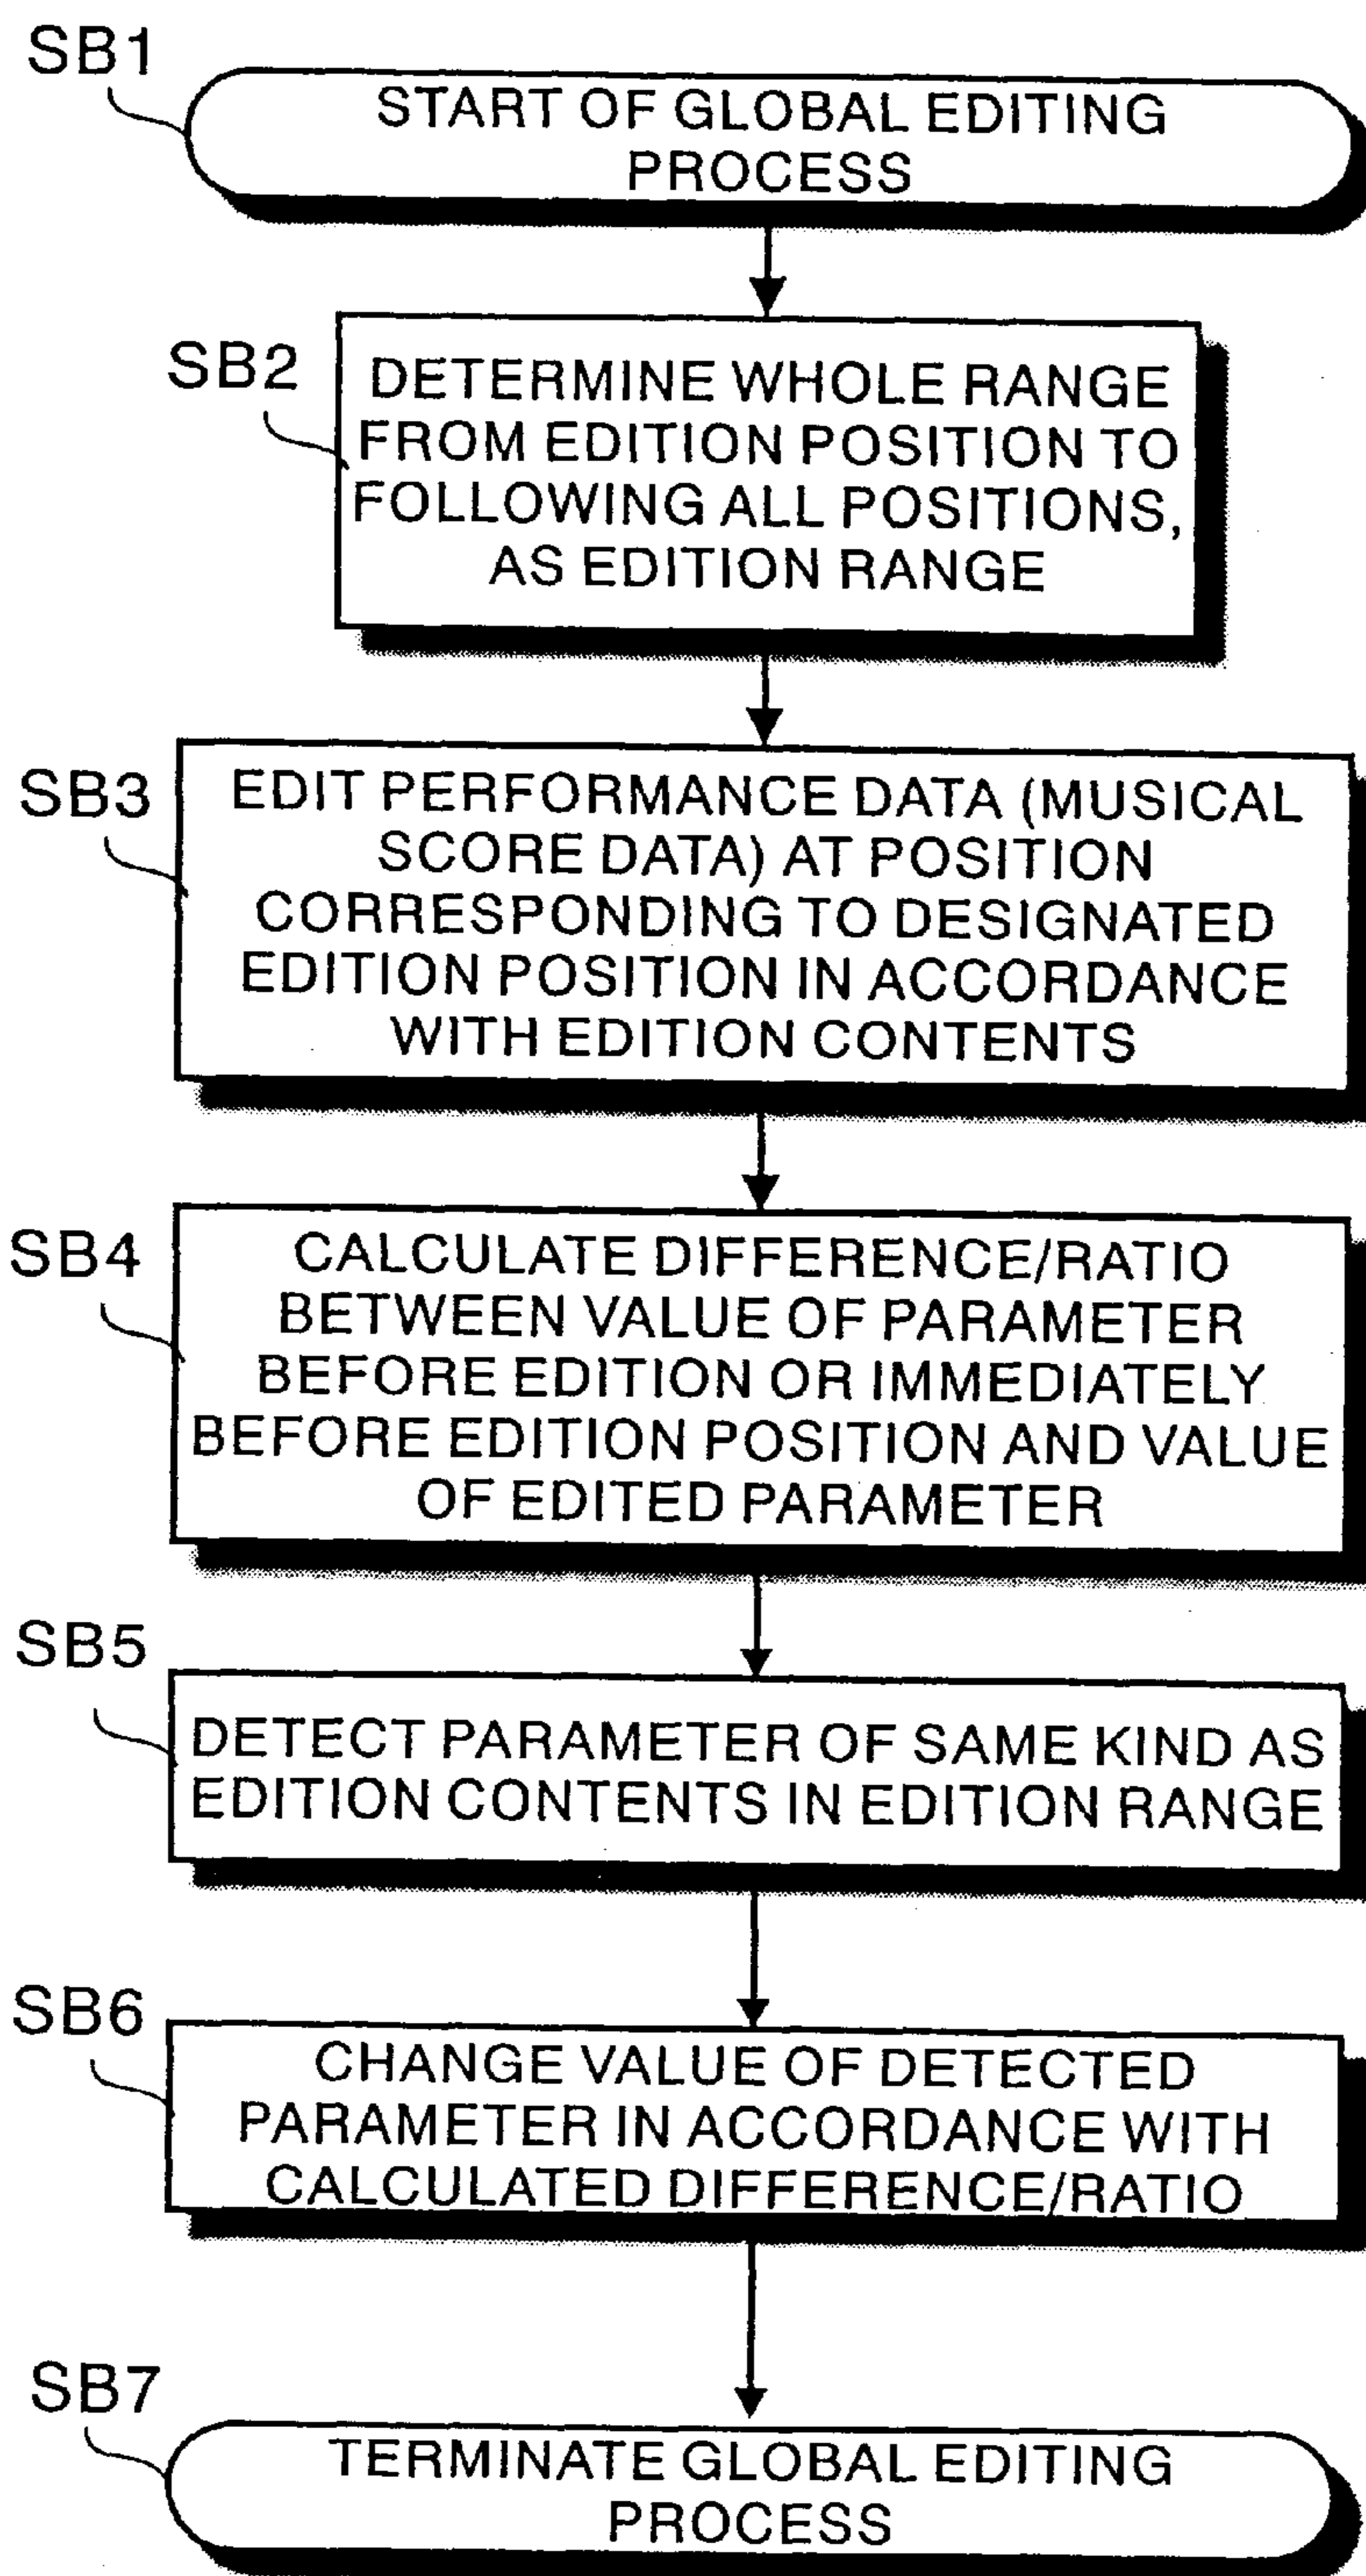 SB1
START OF GLOBAL EDITING
PROCESS
SB2
DETERMINE WHOLE RANGE
FROM EDITION POSITION TO
FOLLOWING ALL POSITIONS,
AS EDITION RANGE
SB3
EDIT PERFORMANCE DATA (MUSICAL
SCORE DATA) AT POSITION
CORRESPONDING TO DESIGNATED
EDITION POSITION IN ACCORDANCE
WITH EDITION CONTENTS
SB4
CALCULATE DIFFERENCE/RATIO
BETWEEN VALUE OF PARAMETER
BEFORE EDITION OR IMMEDIATELY
BEFORE EDITION POSITION AND VALUE
OF EDITED PARAMETER
SB5
DETECT PARAMETER OF SAME KIND AS
EDITION CONTENTS IN EDITION RANGE
SB6
CHANGE VALUE OF DETECTED
PARAMETER IN ACCORDANCE WITH
CALCULATED DIFFERENCE/RATIO
SB7
TERMINATE GLOBAL EDITING
PROCESS